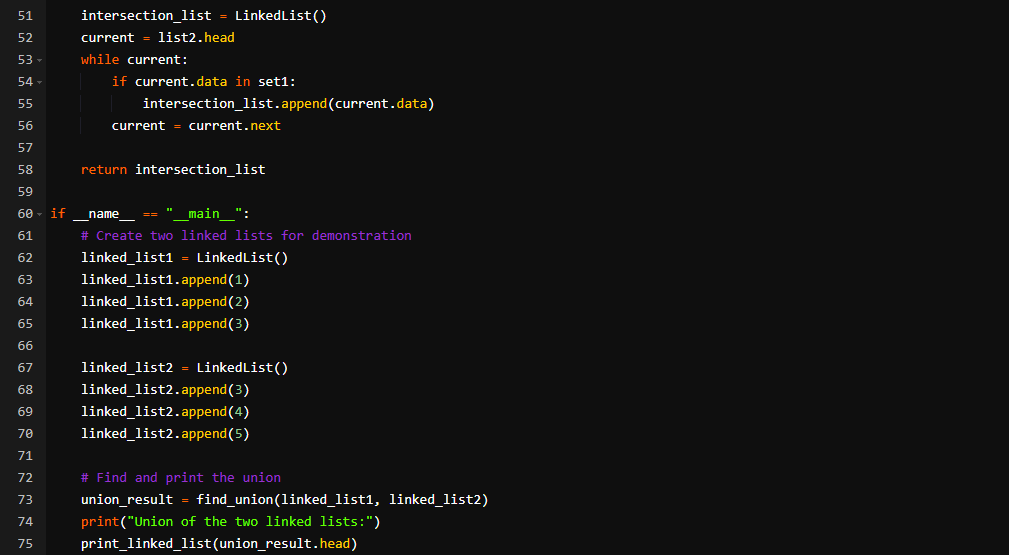 51     intersection_list = LinkedList()
52     current = list2.head
53     while current:
54         if current.data in set1:
55             intersection_list.append(current.data)
56         current = current.next
57
58     return intersection_list
59
60 if __name__ == "__main__":
61     # Create two linked lists for demonstration
62     linked_list1 = LinkedList()
63     linked_list1.append(1)
64     linked_list1.append(2)
65     linked_list1.append(3)
66
67     linked_list2 = LinkedList()
68     linked_list2.append(3)
69     linked_list2.append(4)
70     linked_list2.append(5)
71
72     # Find and print the union
73     union_result = find_union(linked_list1, linked_list2)
74     print("Union of the two linked lists:")
75     print_linked_list(union_result.head)